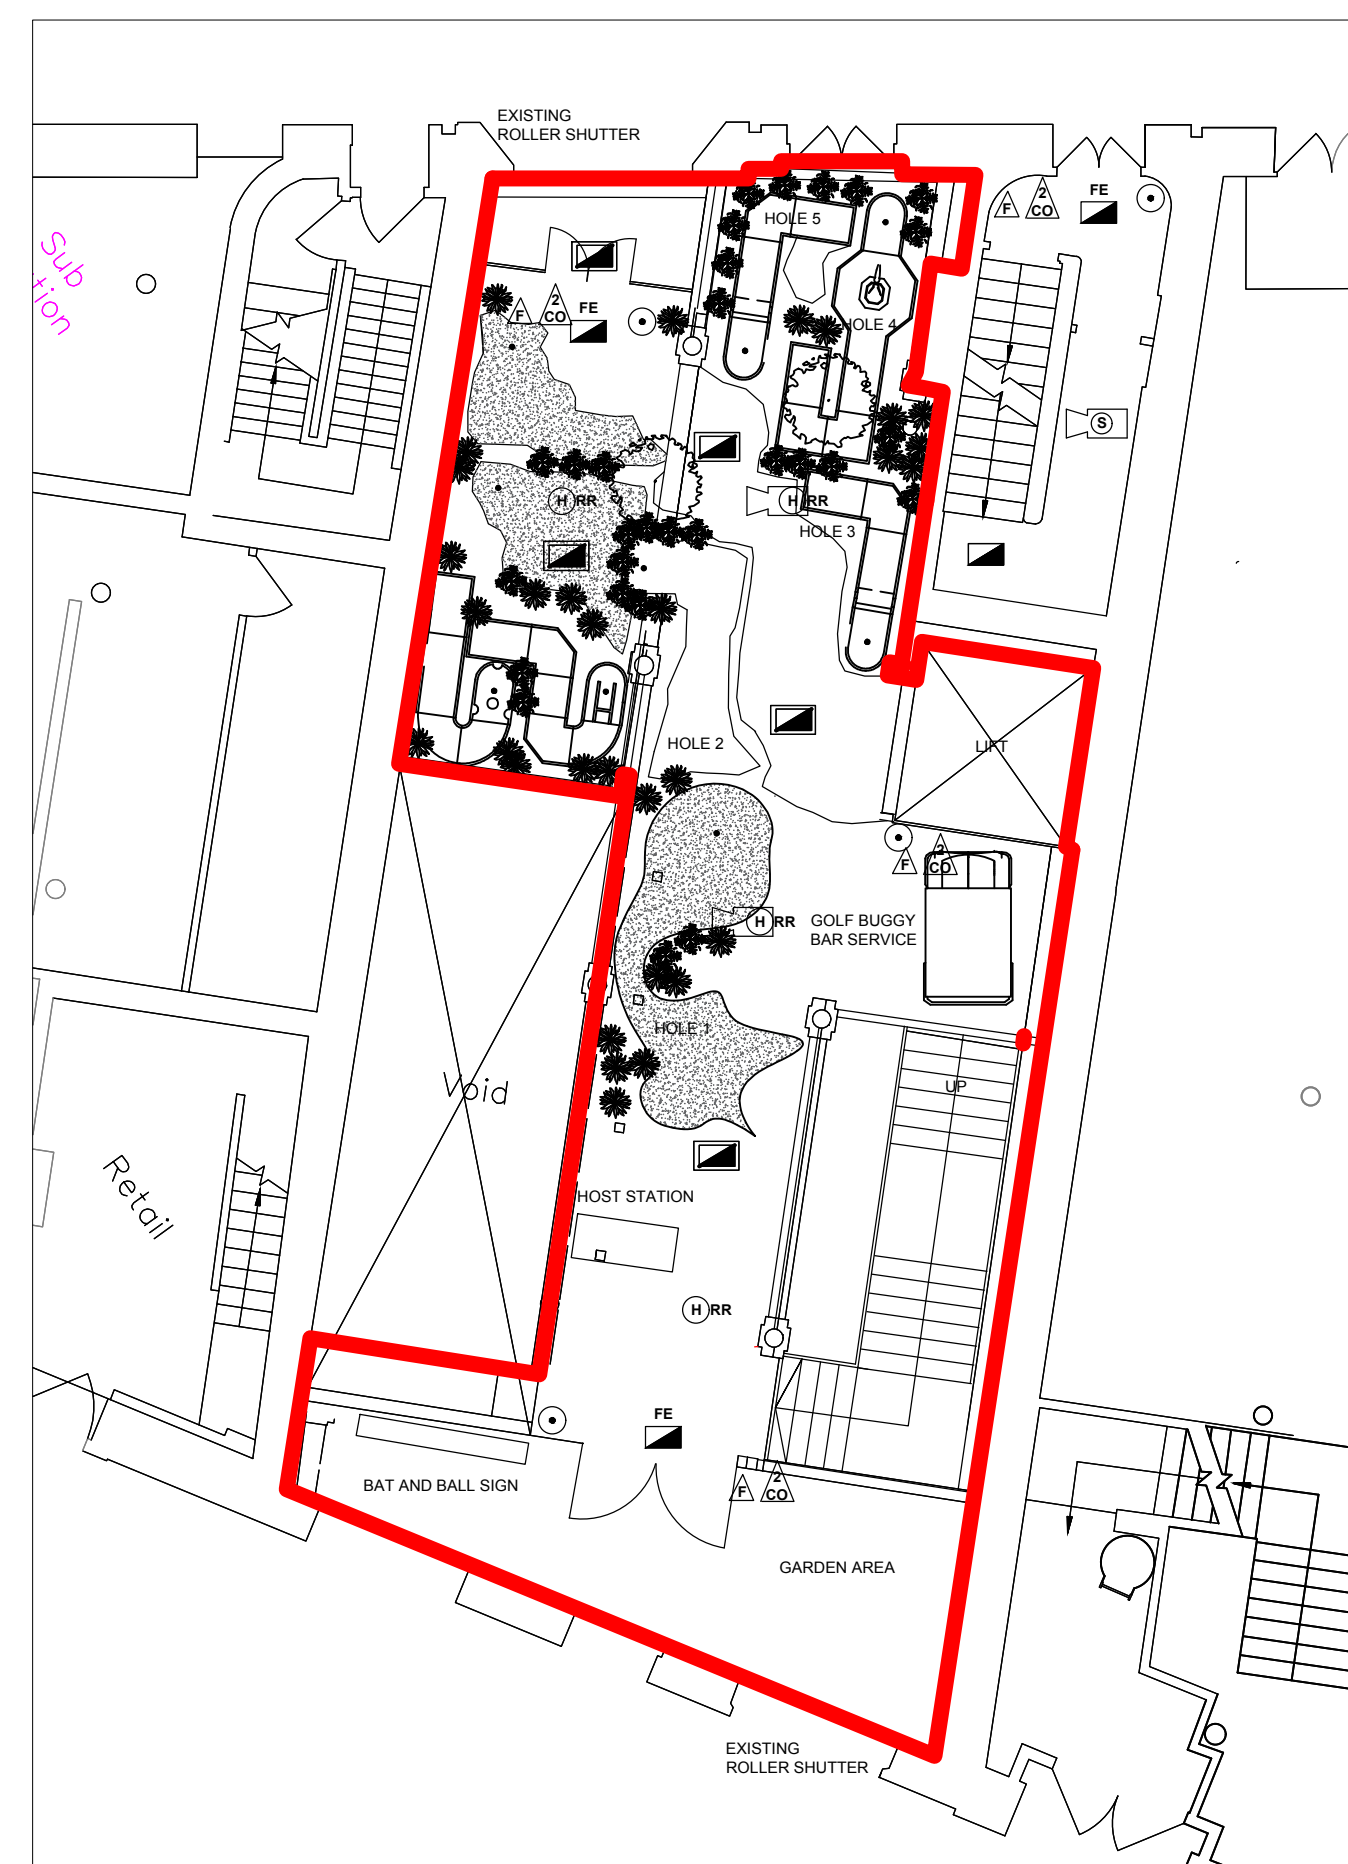 EXISTING
ROLLER SHUTTER
2
F
CO
FE
HOLE 5
Sub
tion
2
F
CO
FE
HOLE 4
S
H RR
H RR
HOLE 3
HOLE 2
LIFT
2
F
CO
GOLF BUGGY
BAR SERVICE
H RR
HOLE 1
UP
Void
Retail
HOST STATION
H RR
FE
BAT AND BALL SIGN
2
F
CO
GARDEN AREA
EXISTING
ROLLER SHUTTER